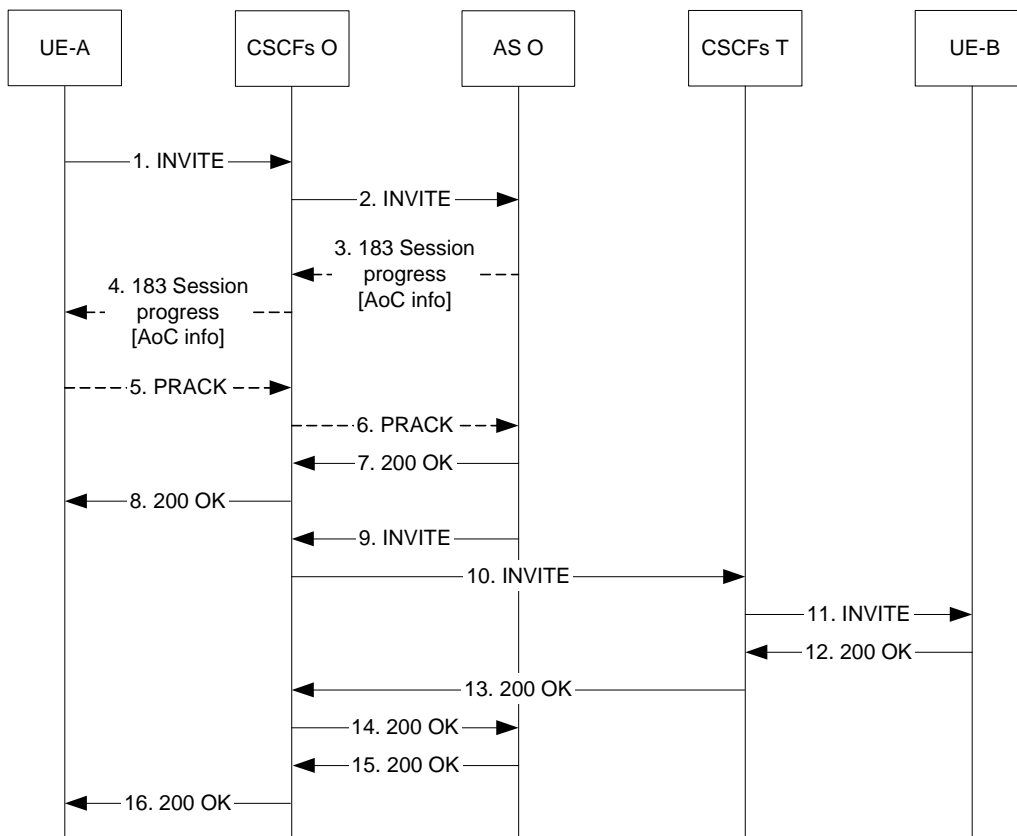 UE-A
CSCFs O
AS O
CSCFs T
UE-B
1. INVITE
2. INVITE
3. 183 Session
progress
[AoC info]
4. 183 Session
progress
[AoC info]
5. PRACK
6. PRACK
7. 200 OK
8. 200 OK
9. INVITE
10. INVITE
11. INVITE
12. 200 OK
13. 200 OK
14. 200 OK
15. 200 OK
16. 200 OK